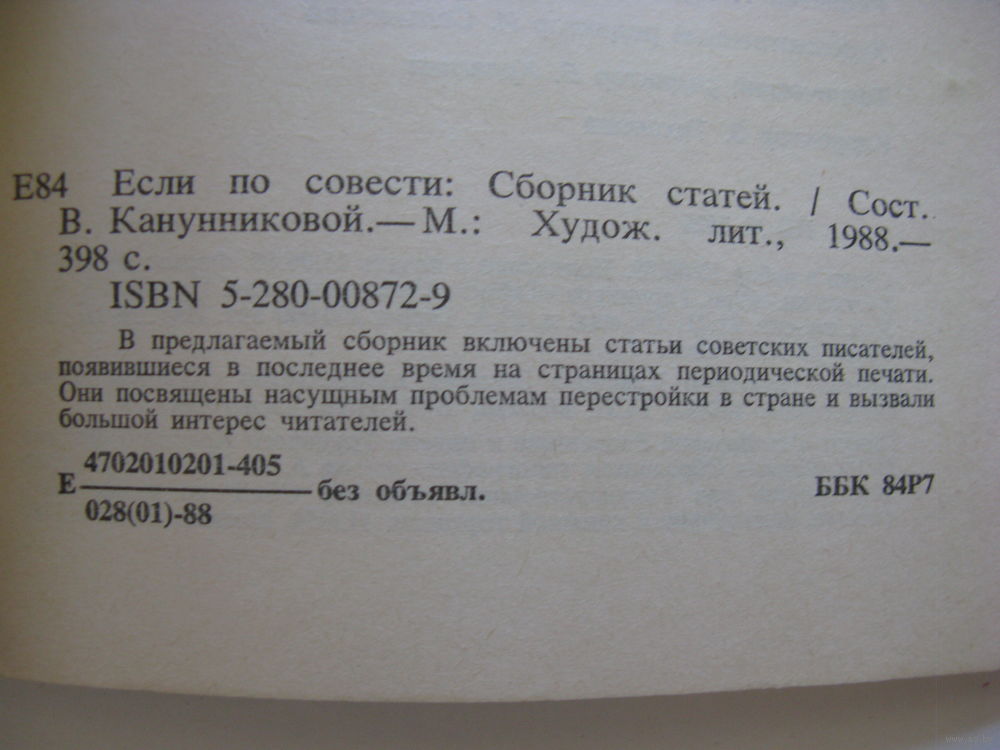 Е84 Если по совести: Сборник статей. / Сост.
В. Канунниковой.— М.: Худож. лит., 1988.—
398 с.
ISBN 5-280-00872-9
В предлагаемый сборник включены статьи советских писателей,
появившиеся в последнее время на страницах периодической печати.
Они посвящены насущным проблемам перестройки в стране и вызвали
большой интерес читателей.
4702010201-405
Е ——— без объявл. ББК 84Р7
028(01)-88